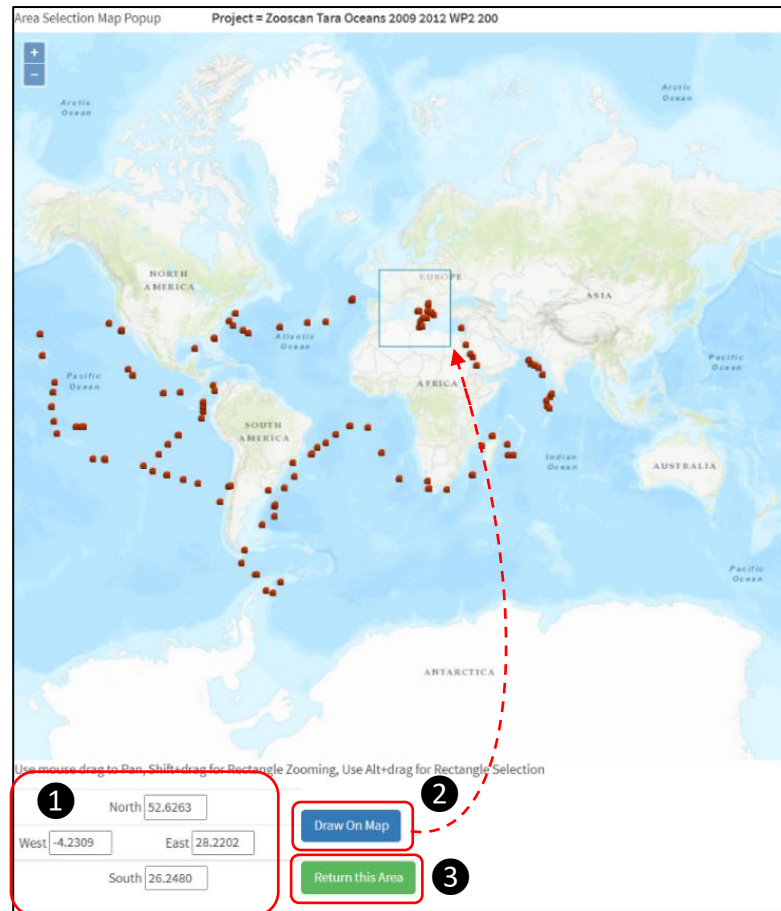 Area Selection Map Popup Project = Zooscan Tara Oceans 2009 2012 WP2 200
+
−
Arctic
Ocean
Arctic
Ocean
NORTH
AMERICA
EUROPE
ASIA
Atlantic
Ocean
Pacific
Ocean
Pacific
Ocean
AFRICA
SOUTH
AMERICA
Indian
Ocean
AUSTRALIA
Pacific
Ocean
ANTARCTICA
Use mouse drag to Pan, Shift+drag for Rectangle Zooming, Use Alt+drag for Rectangle Selection
1
North 52.6263
2
Draw On Map
West -4.2309 East 28.2202
South 26.2480
Return this Area
3